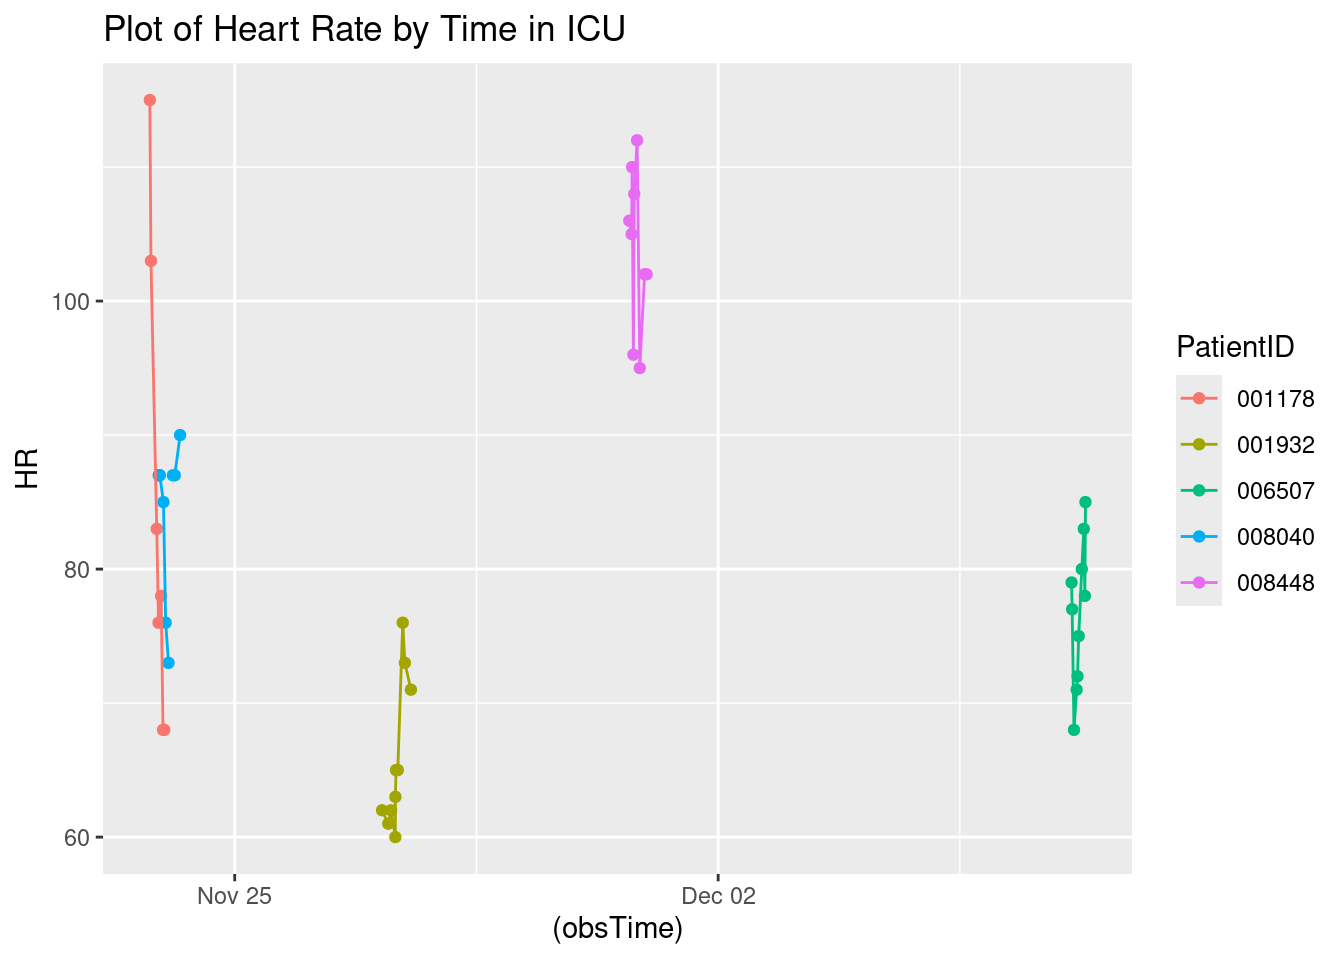 Plot of Heart Rate by Time in ICU
HR
100
80
60
Nov 25
Dec 02
(obsTime)
PatientID
001178
001932
006507
008040
008448